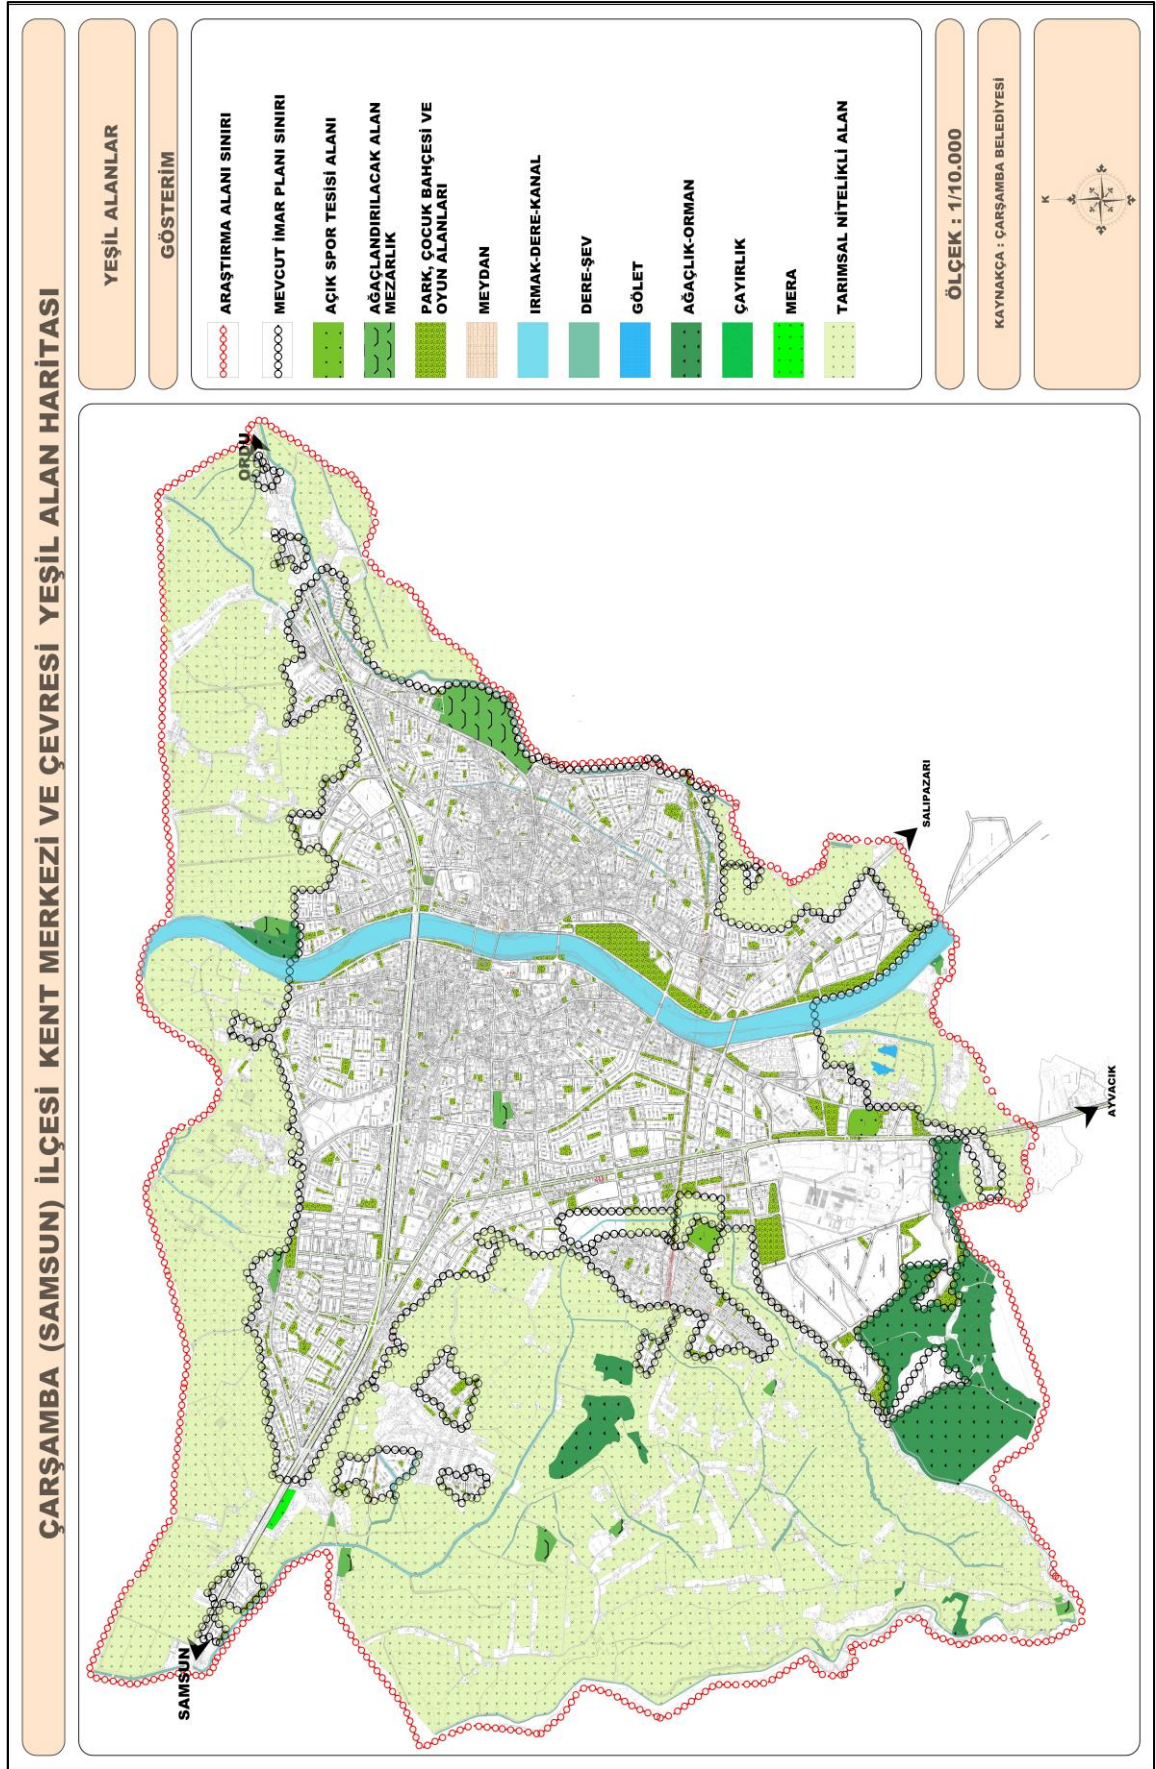 ÇARŞAMBA (SAMSUN) İLÇESİ KENT MERKEZİ VE ÇEVRESİ YEŞİL ALAN HARİTASI
YEŞİL ALANLAR
GÖSTERİM
ARAŞTIRMA ALANI SINIRI
MEVCUT İMAR PLANI SINIRI
AÇIK SPOR TESİSİ ALANI
AĞAÇLANDIRILACAK ALAN
MEZARLIK
PARK, ÇOCUK BAHÇESİ VE
OYUN ALANLARI
MEYDAN
IRMAK-DERE-KANAL
DERE-ŞEV
GÖLET
AĞAÇLIK-ORMAN
ÇAYIRLIK
MERA
TARIMSAL NİTELİKLİ ALAN
ÖLÇEK : 1/10.000
KAYNAKÇA : ÇARŞAMBA BELEDİYESİ
K
ORDU
SALIPAZARI
AYVACIK
SAMSUN